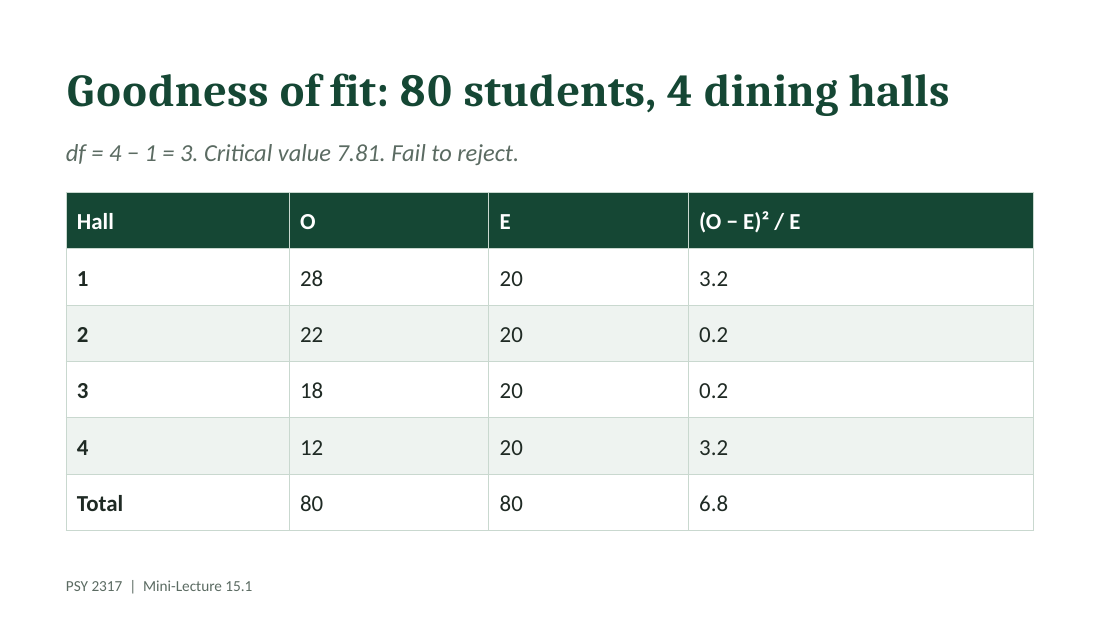 Goodness of fit: 80 students, 4 dining halls
df = 4 − 1 = 3. Critical value 7.81. Fail to reject.
Hall O E (O − E)² / E
1 28 20 3.2
2 22 20 0.2
3 18 20 0.2
4 12 20 3.2
Total 80 80 6.8
PSY 2317 | Mini-Lecture 15.1